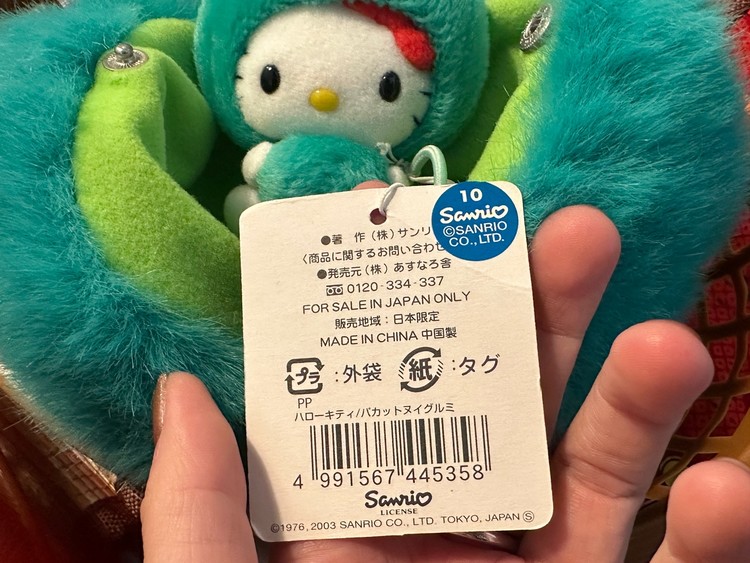 10
Sanrio
©SANRIO
CO., LTD.
●著 作(株)サンリ
〈商品に関するお問い合わせ
●発売元(株)あすなろ舎
0120-334-337
FOR SALE IN JAPAN ONLY
販売地域:日本限定
MADE IN CHINA 中国製
プラ :外袋 紙 :タグ
PP
ハローキティ/パカットヌイグルミ
4 991567 445358
Sanrio
LICENSE
©1976, 2003 SANRIO CO., LTD. TOKYO, JAPAN Ⓢ